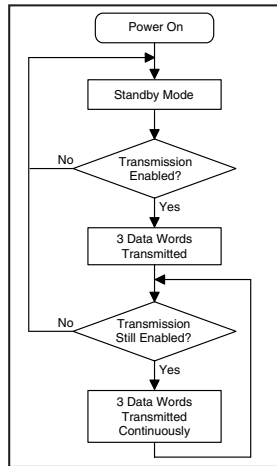 Power On
Standby Mode
Transmission
Enabled?
No
Yes
3 Data Words
Transmitted
Transmission
Still Enabled?
No
Yes
3 Data Words
Transmitted
Continuously